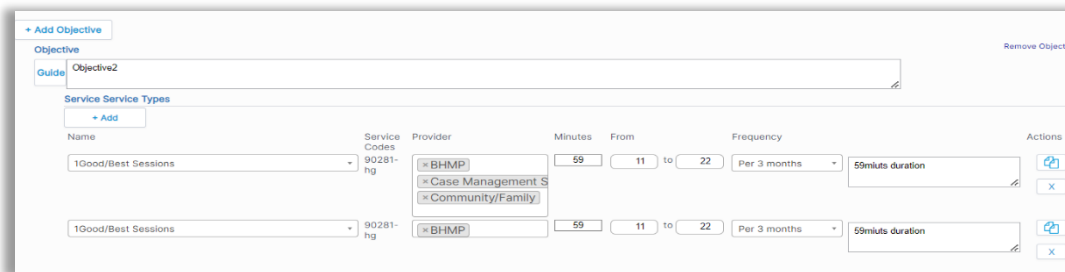 + Add Objective
Objective
Remove Object
Guide
Objective2
Service Service Types
+ Add
Name Service Codes Provider Minutes From Frequency Actions
1Good/Best Sessions 90281-hg ×BHMP 59 11 to 22 Per 3 months 59miuts duration
×Case Management S
×Community/Family
X
1Good/Best Sessions 90281-hg ×BHMP 59 11 to 22 Per 3 months 59miuts duration
X